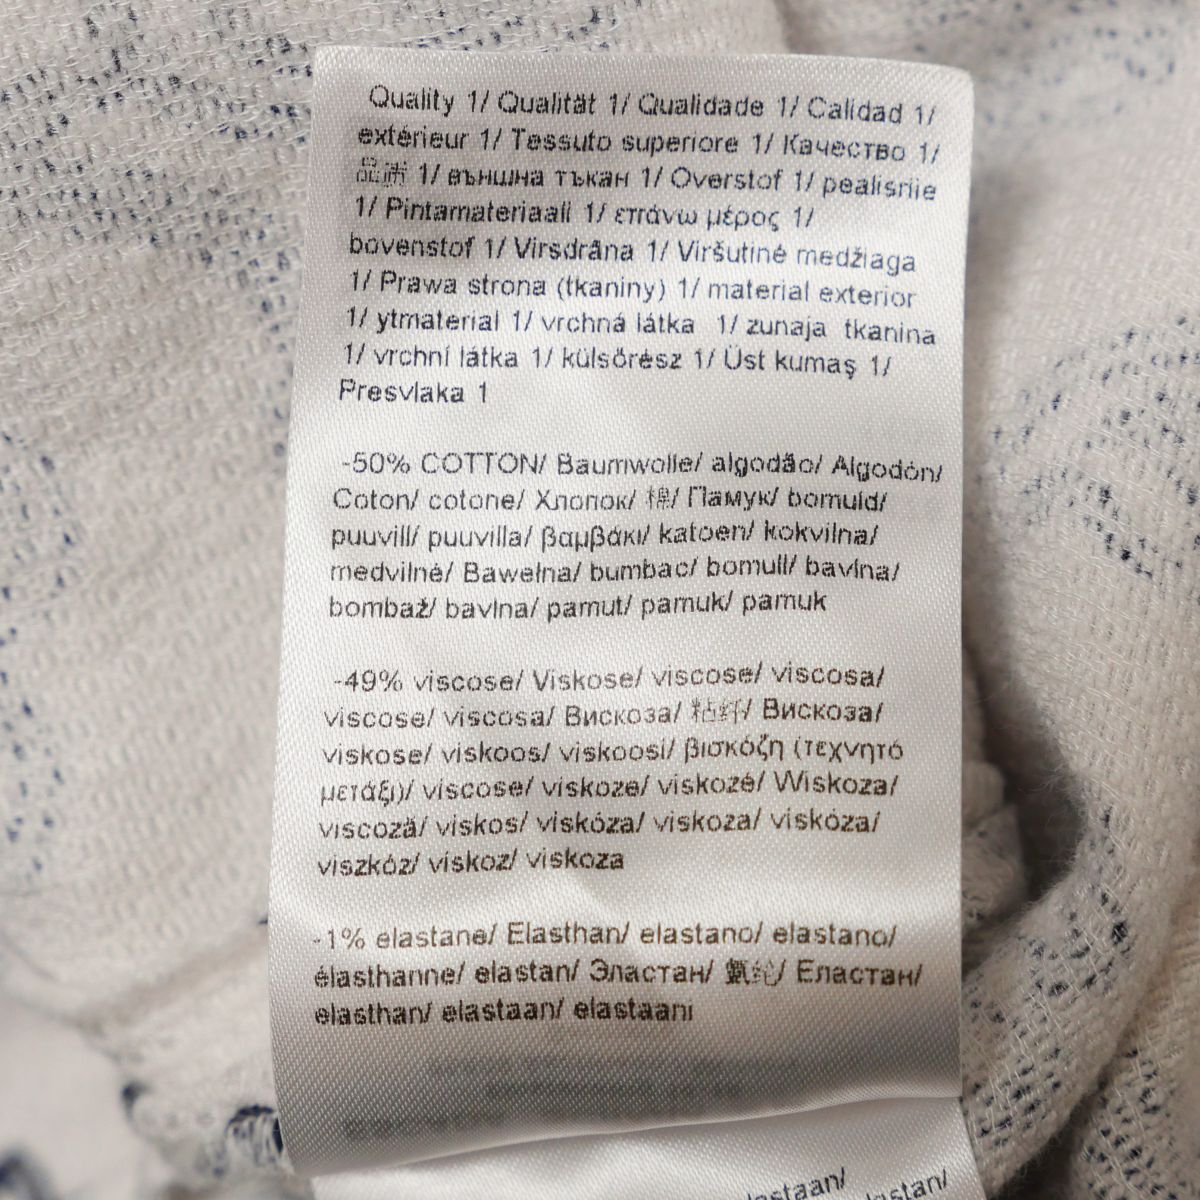 Quality 1/ Qualität 1/ Qualidade 1/ Calidad 1/
extérieur 1/ Tessuto superiore 1/ Качество 1/
1/ външна тъкан 1/ Overstof 1/ pealisriie
1/ Pintamateriaali 1/ επάνω μέρος 1/
bovenstof 1/ Virsdrāna 1/ Viršutinė medžiaga
1/ Prawa strona (tkaniny) 1/ material exterior
1/ ytmaterial 1/ vrchná látka 1/ zunaja tkanina
1/ vrchní látka 1/ külsőrész 1/ Üst kumaş 1/
Presvlaka 1
-50% COTTON/ Baumwolle/ algodão/ Algodón/
Coton/ cotone/ Хлопок/ 棉/ Памук/ bomuld/
puuvill/ puuvilla/ βαμβάκι/ katoen/ kokvilna/
medvilnė/ Bawełna/ bumbac/ bomull/ bavlna/
bombaž/ bavlna/ pamut/ pamuk/ pamuk
-49% viscose/ Viskose/ viscose/ viscosa/
viscose/ viscosa/ Вискоза/ 粘纤/ Вискоза/
viskose/ viskoos/ viskoosi/ βισκόζη (τεχνητό
μετάξι)/ viscose/ viskoze/ viskozė/ Wiskoza/
viscoză/ viskos/ viskóza/ viskoza/ viskóza/
viszkóz/ viskoz/ viskoza
-1% elastane/ Elasthan/ elastano/ elastano/
élasthanne/ elastan/ Эластан/ 氨纶/ Еластан/
elasthan/ elastaan/ elastaani
elastaan/
elastan/